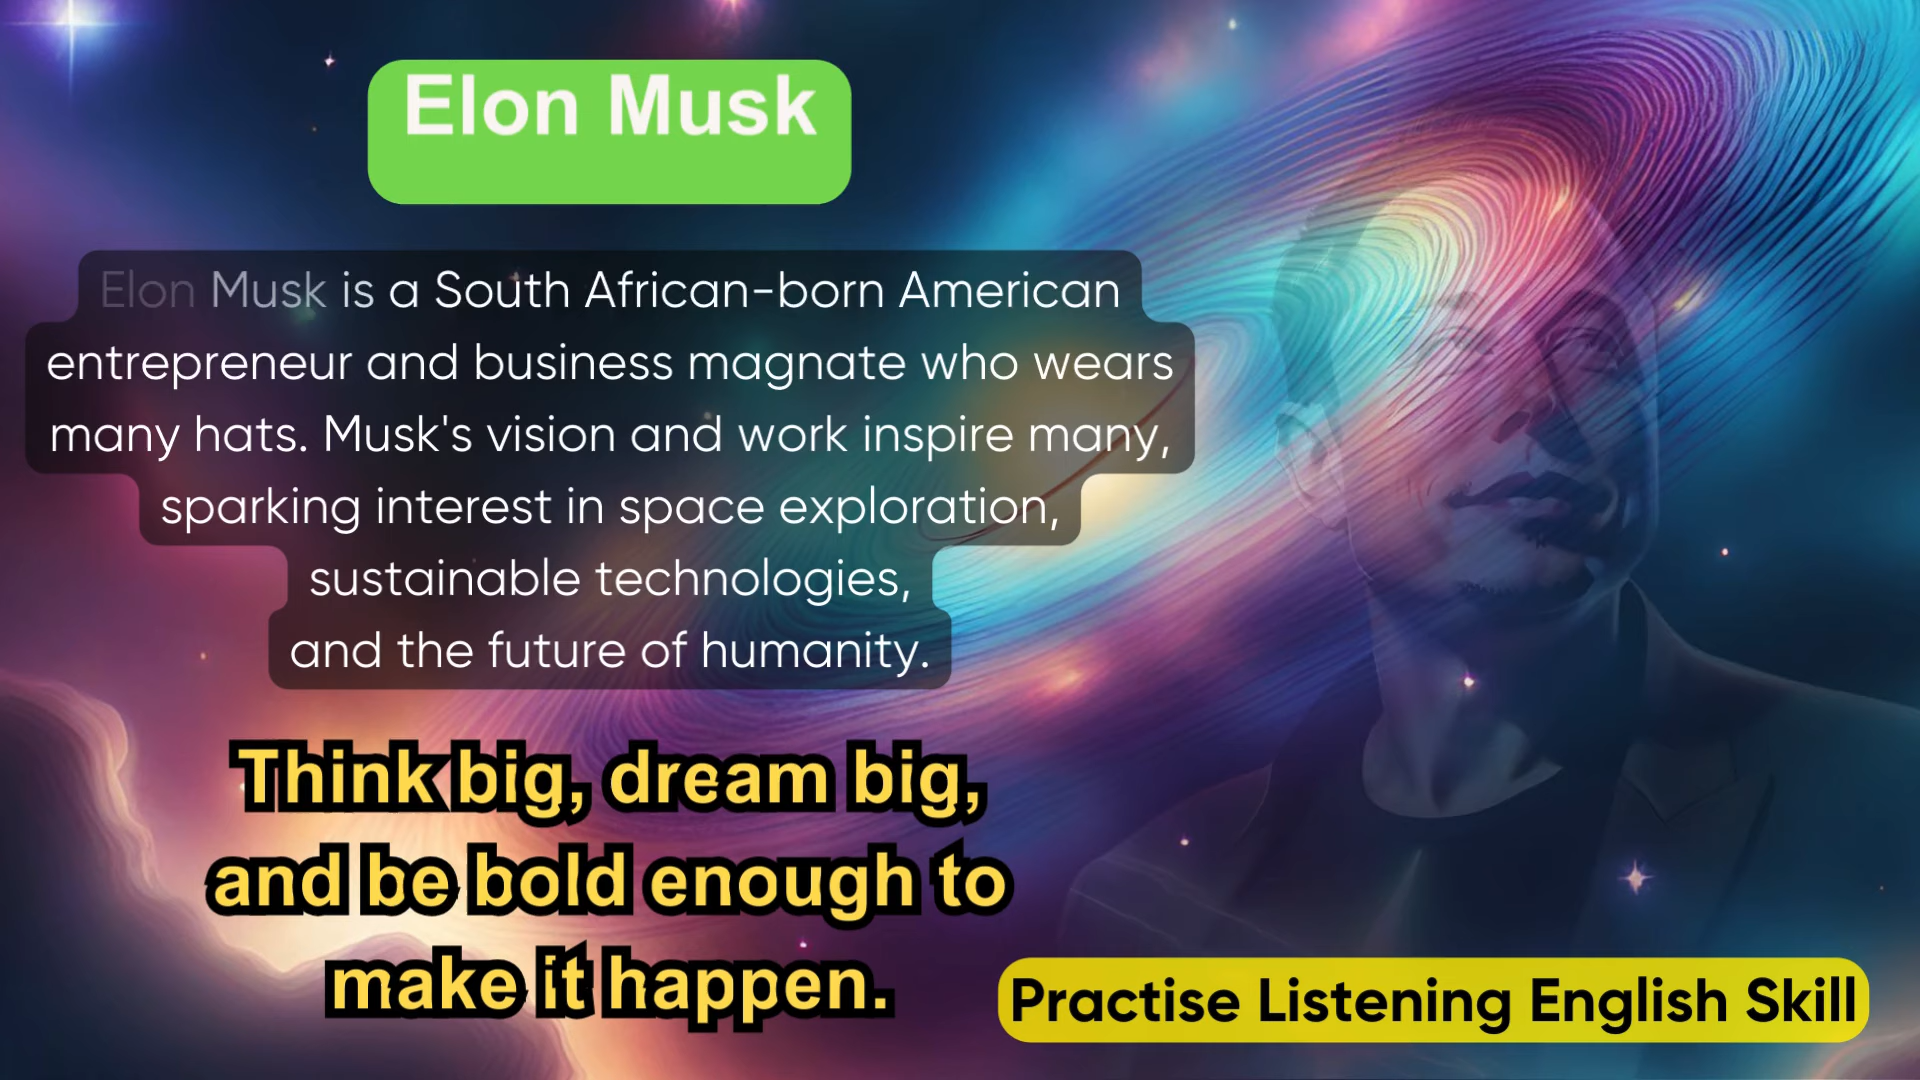 Elon Musk
Elon Musk is a South African-born American
entrepreneur and business magnate who wears
many hats. Musk's vision and work inspire many,
sparking interest in space exploration,
sustainable technologies,
and the future of humanity.
Think big, dream big,
and be bold enough to
make it happen.
Practise Listening English Skill